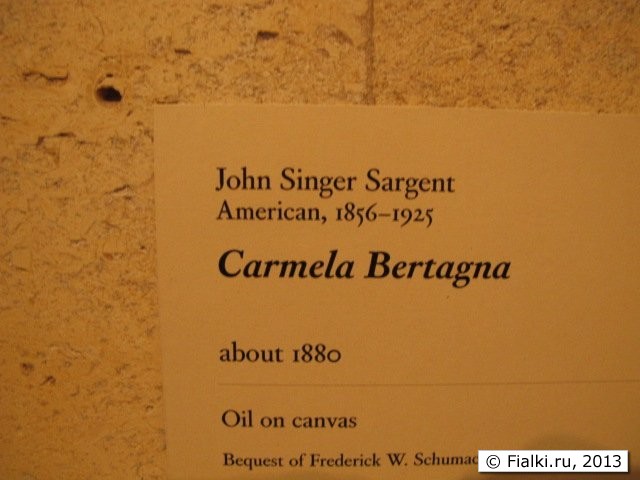 John Singer Sargent
American, 1856–1925
Carmela Bertagna
about 1880
Oil on canvas
Bequest of Frederick W.
© Fialki.ru, 2013